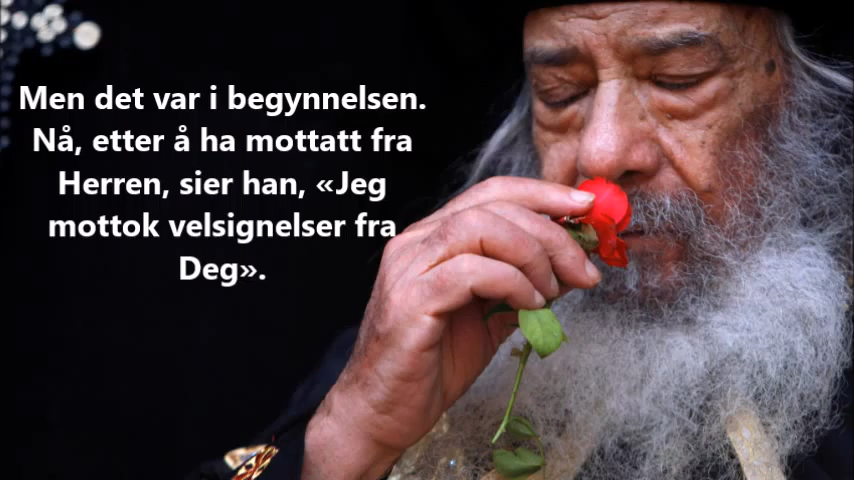 Men det var i begynnelsen.
Nå, etter å ha mottatt fra
Herren, sier han, «Jeg
mottok velsignelser fra
Deg».